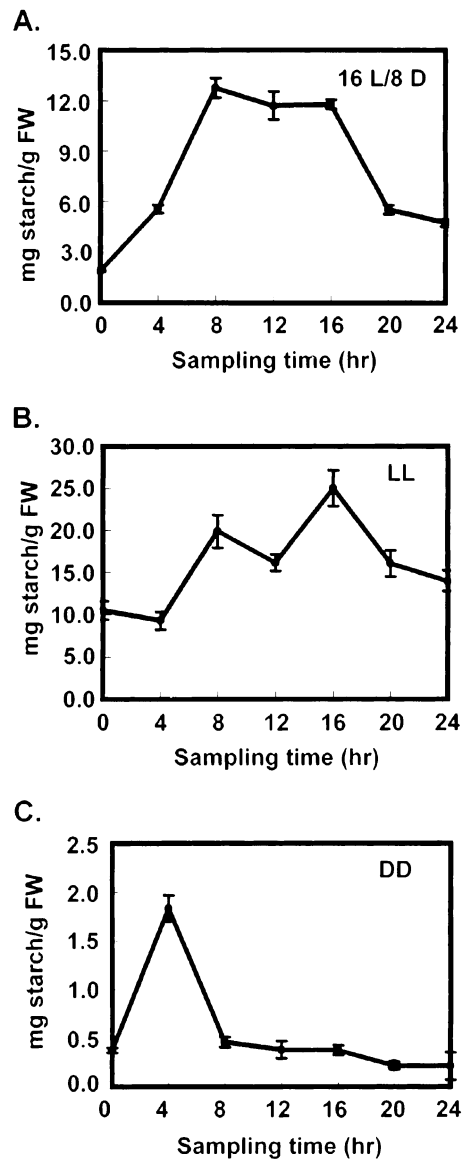 A.
15.0
16 L/8 D
12.0
9.0
6.0
3.0
0.0
mg starch/g FW
0 4 8 12 16 20 24
Sampling time (hr)
B.
30.0
LL
25.0
20.0
15.0
10.0
5.0
0.0
mg starch/g FW
0 4 8 12 16 20 24
Sampling time (hr)
C.
2.5
DD
2.0
1.5
1.0
0.5
0.0
mg starch/g FW
0 4 8 12 16 20 24
Sampling time (hr)